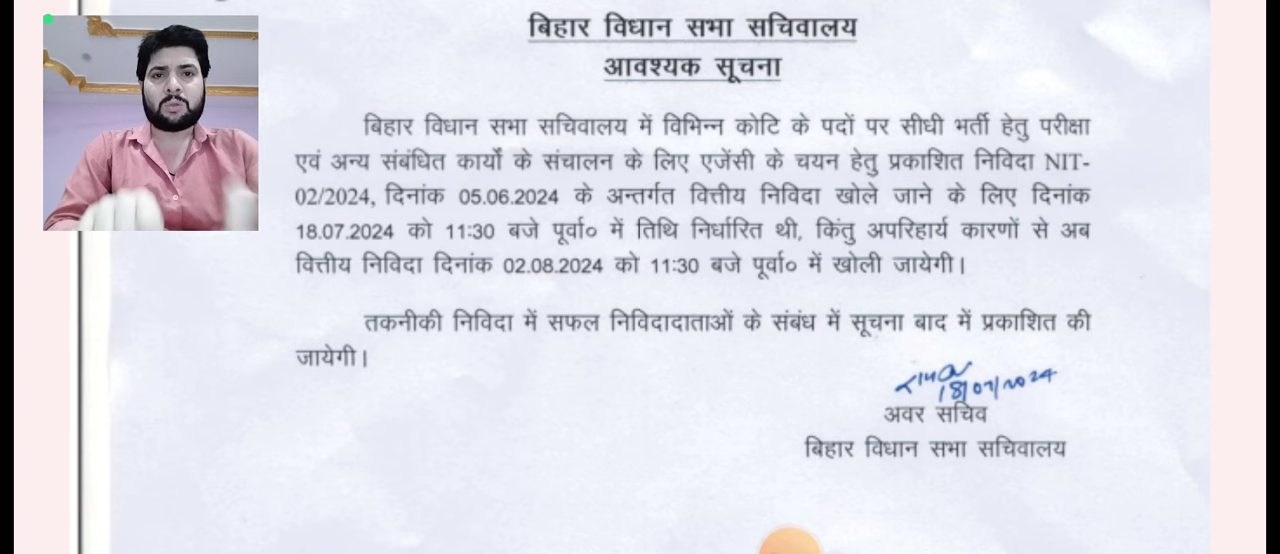 बिहार विधान सभा सचिवालय
आवश्यक सूचना
बिहार विधान सभा सचिवालय में विभिन्न कोटि के पदों पर सीधी भर्ती हेतु परीक्षा
एवं अन्य संबंधित कार्यों के संचालन के लिए एजेंसी के चयन हेतु प्रकाशित निविदा NIT-
02/2024, दिनांक 05.06.2024 के अन्तर्गत वित्तीय निविदा खोले जाने के लिए दिनांक
18.07.2024 को 11:30 बजे पूर्वा० में तिथि निर्धारित थी, किंतु अपरिहार्य कारणों से अब
वित्तीय निविदा दिनांक 02.08.2024 को 11:30 बजे पूर्वा० में खोली जायेगी।
तकनीकी निविदा में सफल निविदादाताओं के संबंध में सूचना बाद में प्रकाशित की
जायेगी।
18/07/2024
अवर सचिव
बिहार विधान सभा सचिवालय